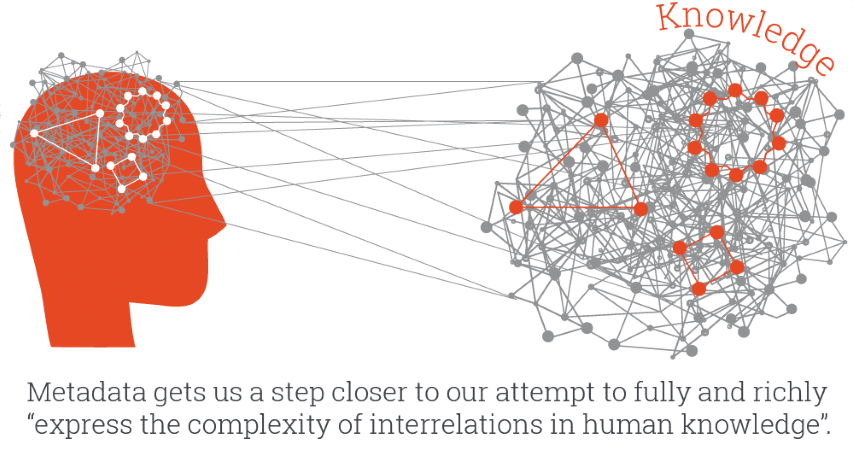 Knowledge
Metadata gets us a step closer to our attempt to fully and richly
“express the complexity of interrelations in human knowledge”.